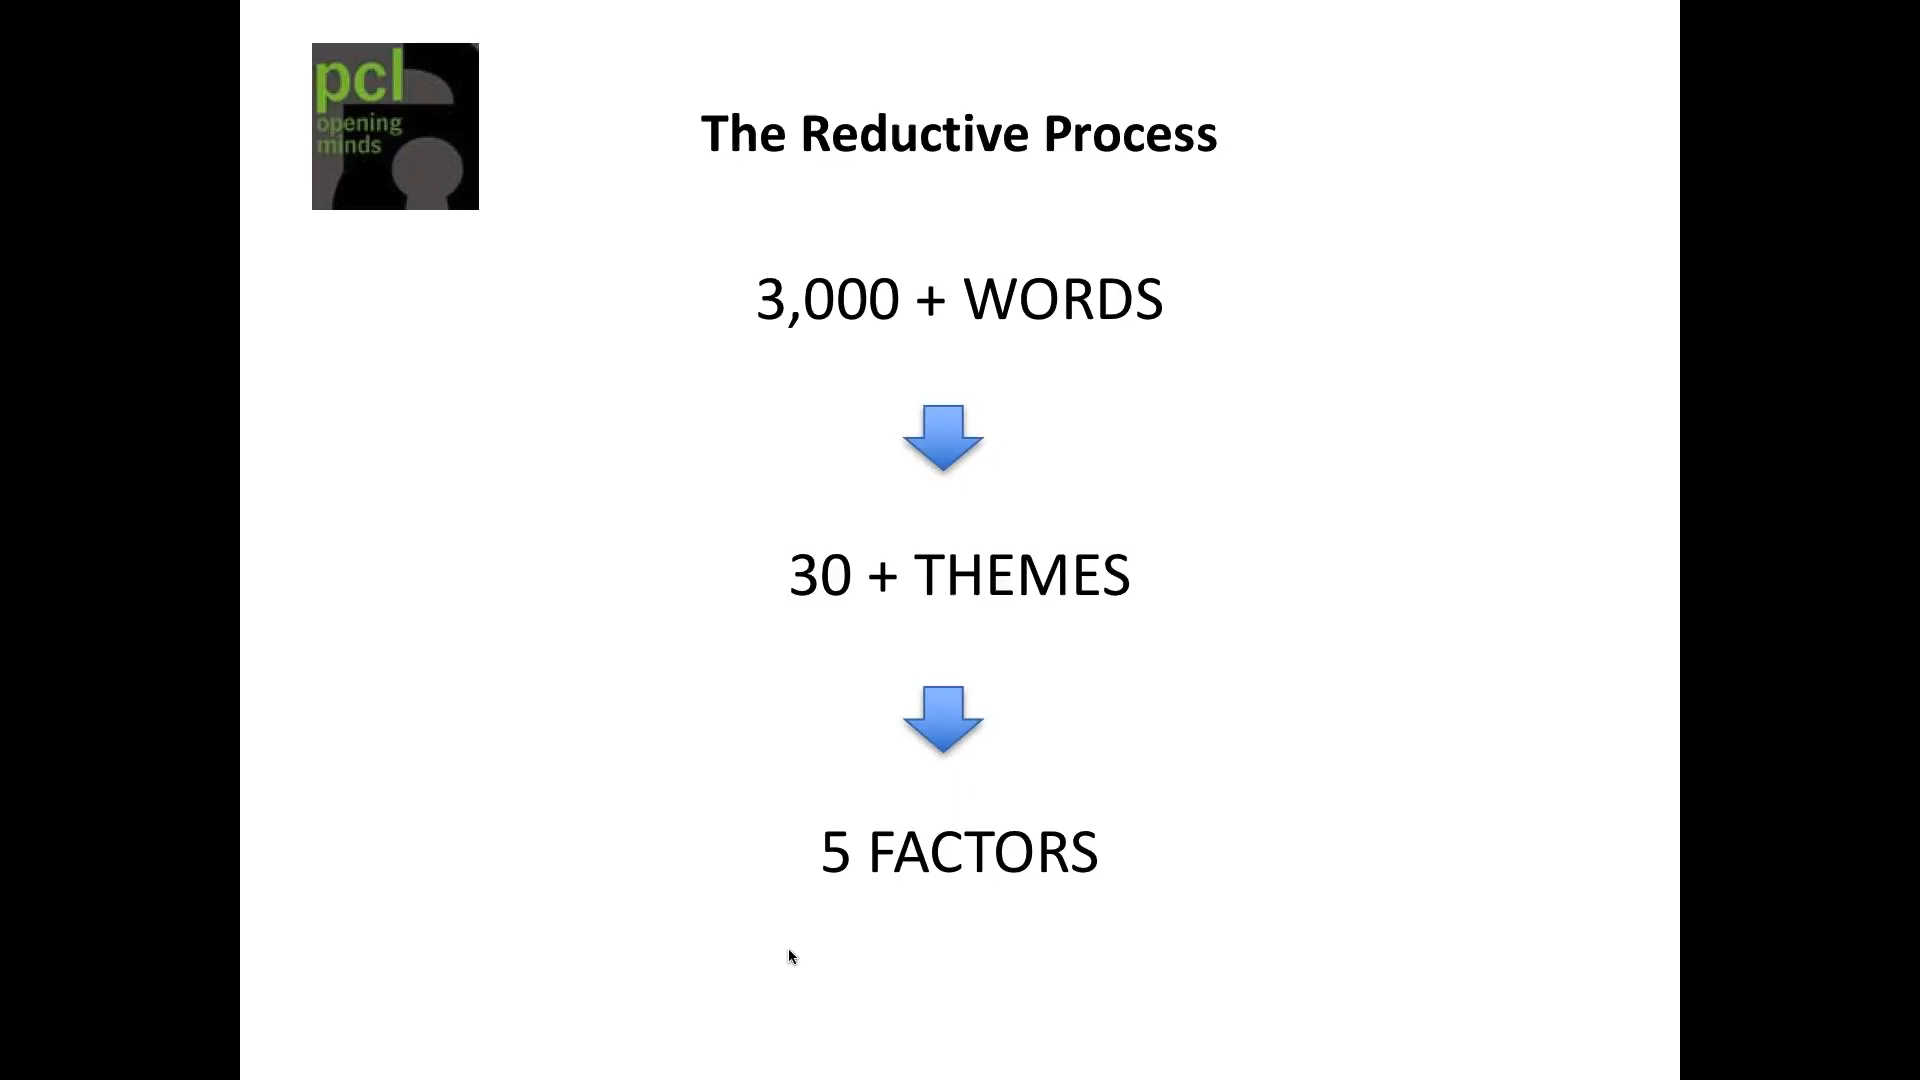 pcl
opening
minds
The Reductive Process
3,000 + WORDS
30 + THEMES
5 FACTORS